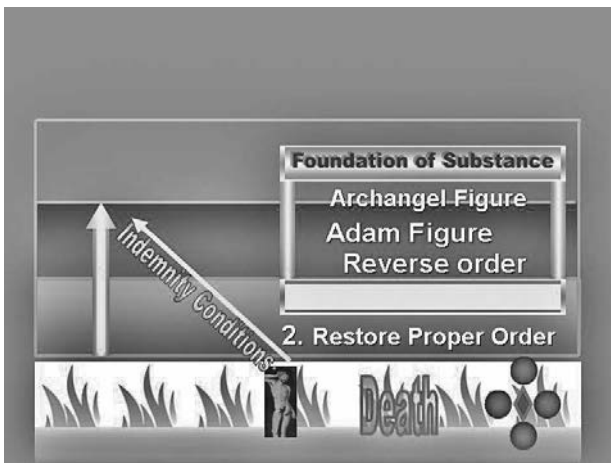 Foundation of Substance
Archangel Figure
Adam Figure
Reverse order
Indemnity Conditions
2. Restore Proper Order
Death